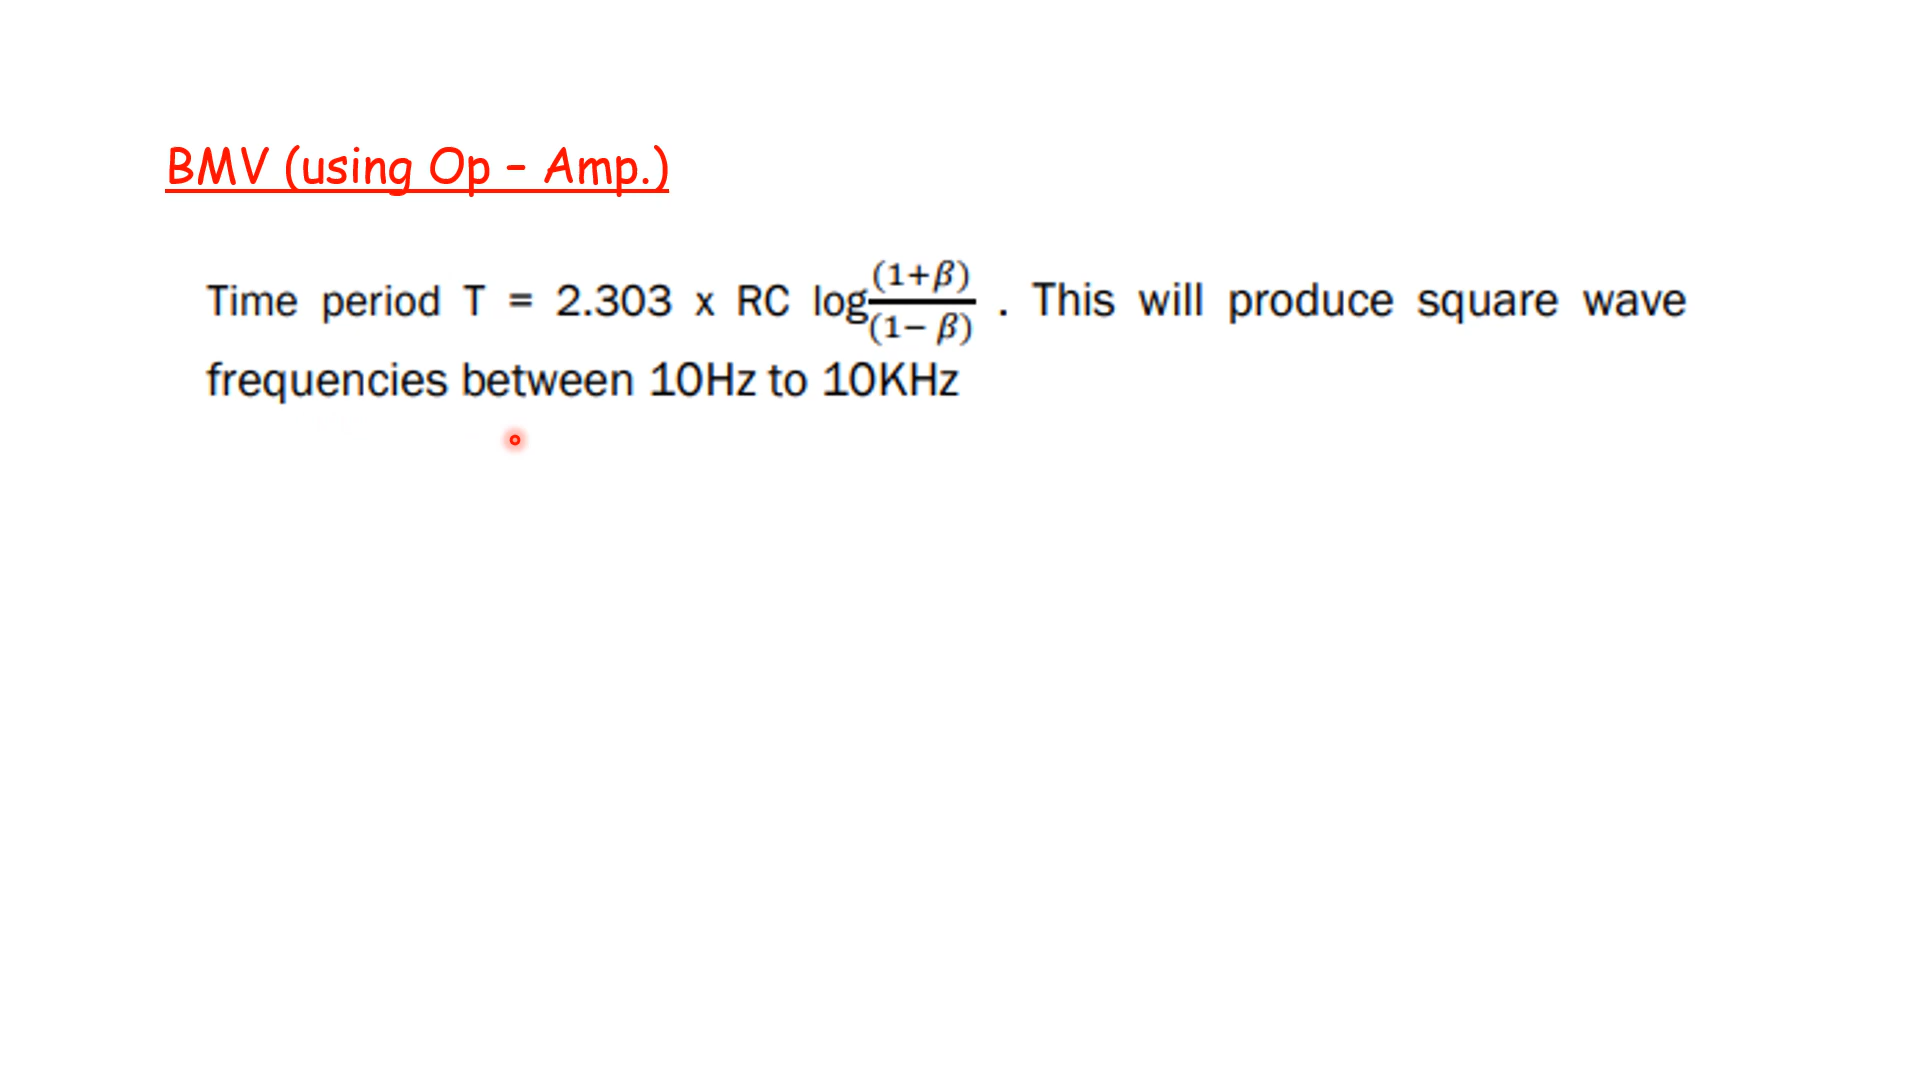 BMV (using Op – Amp.)
Time period T = 2.303 x RC log (1+β)/(1− β) . This will produce square wave
frequencies between 10Hz to 10KHz